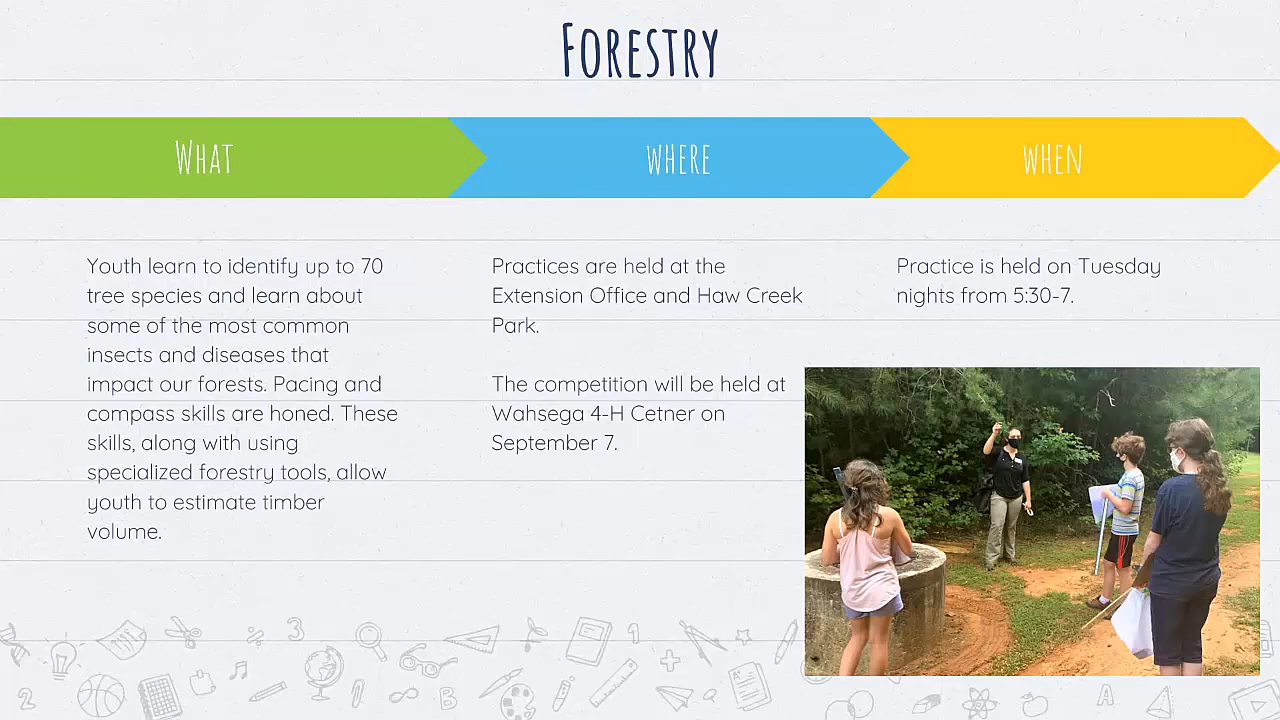 Forestry
What
where
when
Youth learn to identify up to 70
tree species and learn about
some of the most common
insects and diseases that
impact our forests. Pacing and
compass skills are honed. These
skills, along with using
specialized forestry tools, allow
youth to estimate timber
volume.
Practices are held at the
Extension Office and Haw Creek
Park.
The competition will be held at
Wahsega 4-H Cetner on
September 7.
Practice is held on Tuesday
nights from 5:30-7.